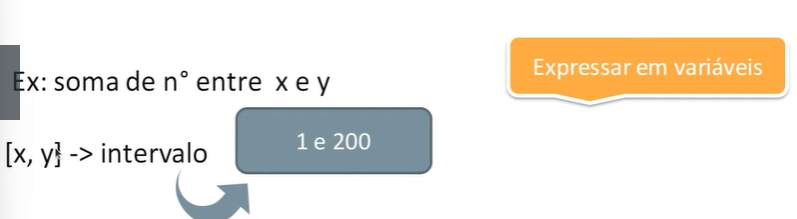 Expressar em variáveis
Ex: soma de n° entre x e y
[x, y] -> intervalo
1 e 200